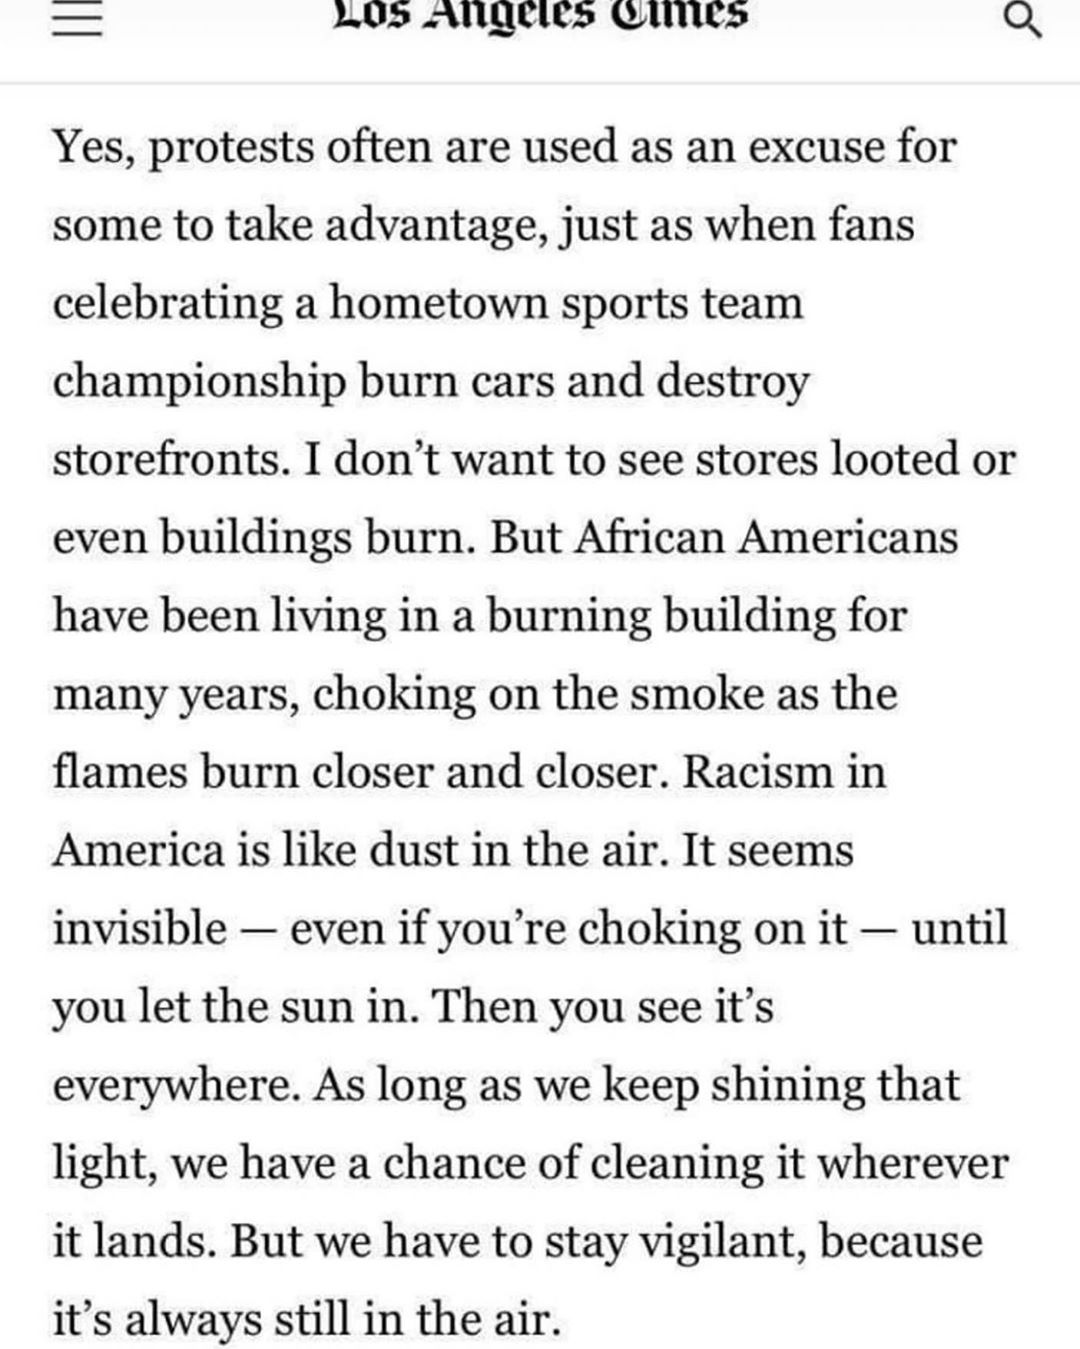 Los Angeles Times
Yes, protests often are used as an excuse for
some to take advantage, just as when fans
celebrating a hometown sports team
championship burn cars and destroy
storefronts. I don’t want to see stores looted or
even buildings burn. But African Americans
have been living in a burning building for
many years, choking on the smoke as the
flames burn closer and closer. Racism in
America is like dust in the air. It seems
invisible — even if you’re choking on it — until
you let the sun in. Then you see it’s
everywhere. As long as we keep shining that
light, we have a chance of cleaning it wherever
it lands. But we have to stay vigilant, because
it’s always still in the air.